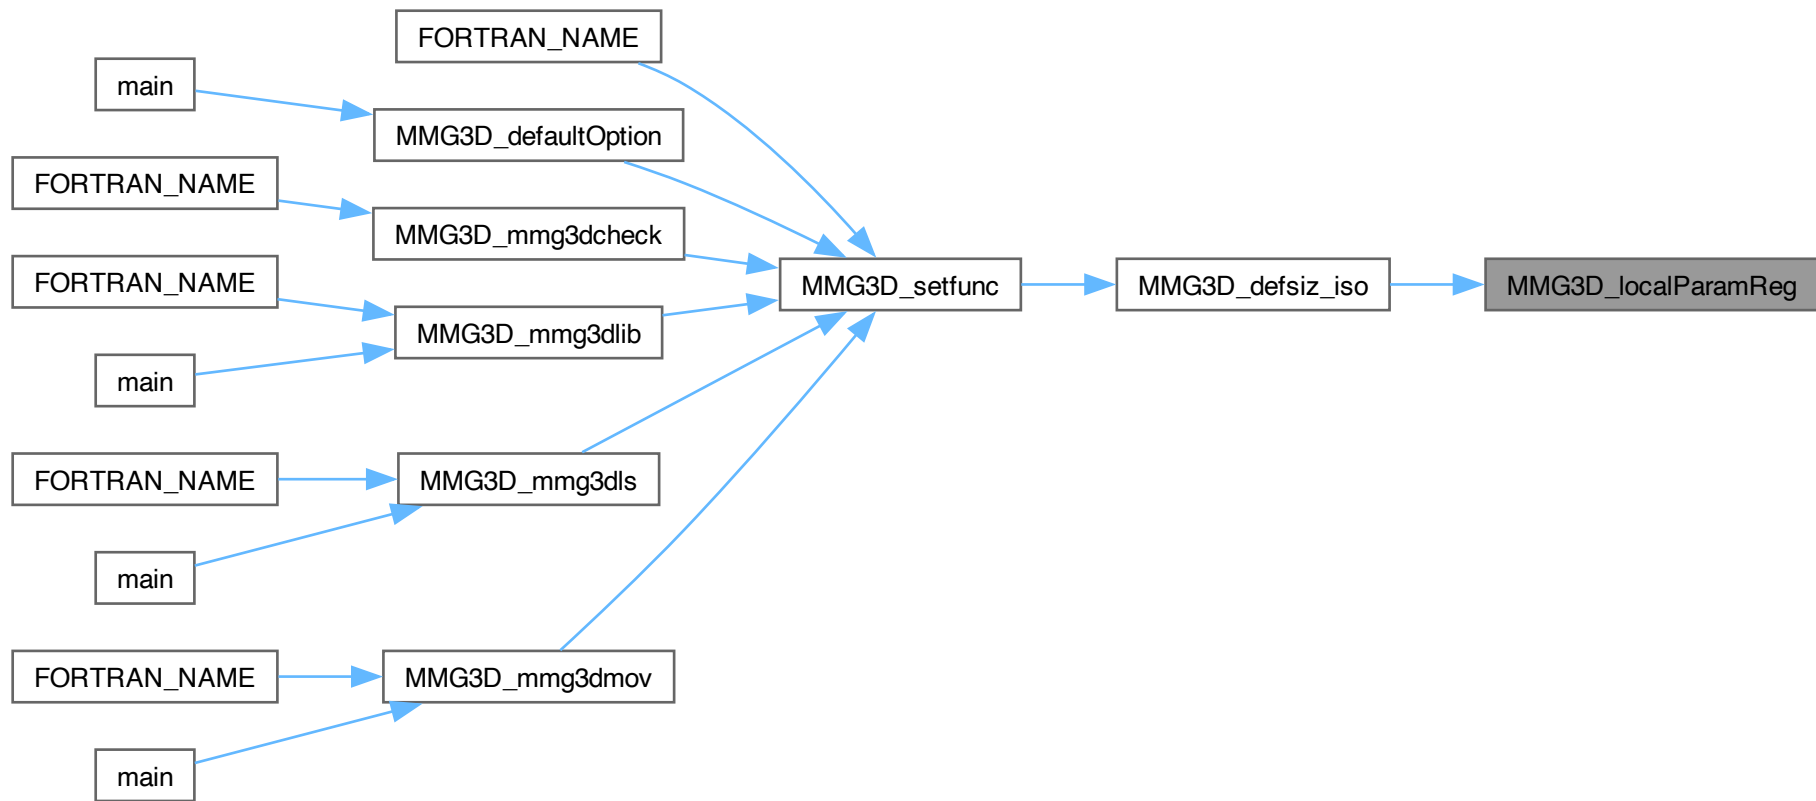 FORTRAN_NAME
main
MMG3D_defaultOption
FORTRAN_NAME
MMG3D_mmg3dcheck
FORTRAN_NAME
MMG3D_setfunc
MMG3D_defsiz_iso
MMG3D_localParamReg
MMG3D_mmg3dlib
main
FORTRAN_NAME
MMG3D_mmg3dls
main
FORTRAN_NAME
MMG3D_mmg3dmov
main